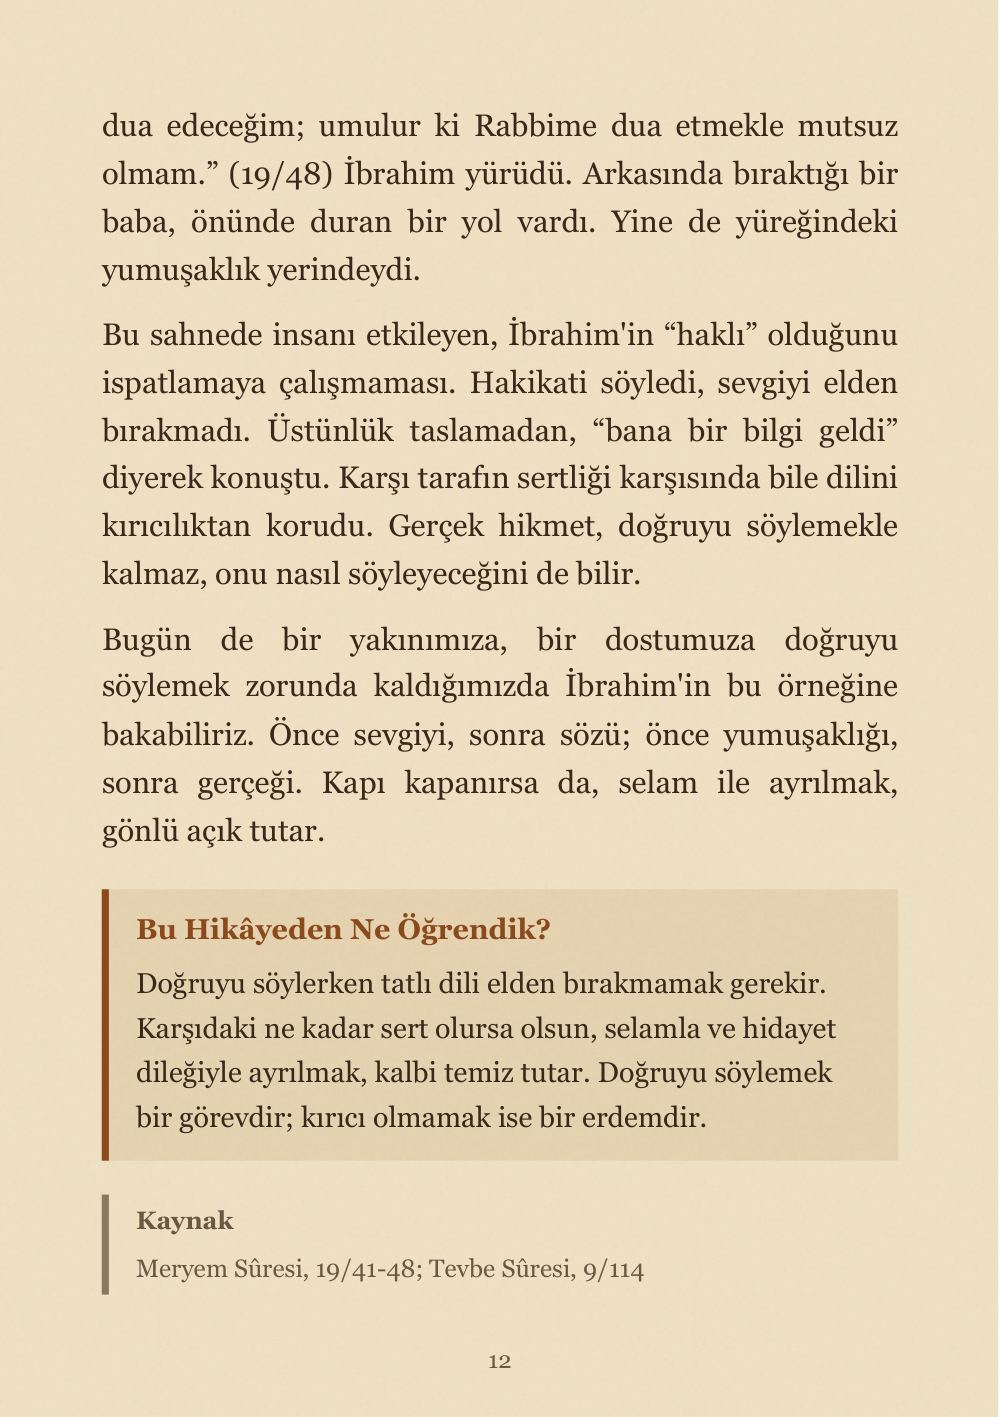 dua edeceğim; umulur ki Rabbime dua etmekle mutsuz
olmam.” (19/48) İbrahim yürüdü. Arkasında bıraktığı bir
baba, önünde duran bir yol vardı. Yine de yüreğindeki
yumuşaklık yerindeydi.
Bu sahnede insanı etkileyen, İbrahim'in “haklı” olduğunu
ispatlamaya çalışmaması. Hakikati söyledi, sevgiyi elden
bırakmadı. Üstünlük taslamadan, “bana bir bilgi geldi”
diyerek konuştu. Karşı tarafın sertliği karşısında bile dilini
kırıcılıktan korudu. Gerçek hikmet, doğruyu söylemekle
kalmaz, onu nasıl söyleyeceğini de bilir.
Bugün de bir yakınımıza, bir dostumuza doğruyu
söylemek zorunda kaldığımızda İbrahim'in bu örneğine
bakabiliriz. Önce sevgiyi, sonra sözü; önce yumuşaklığı,
sonra gerçeği. Kapı kapanırsa da, selam ile ayrılmak,
gönlü açık tutar.
Bu Hikâyeden Ne Öğrendik?
Doğruyu söylerken tatlı dili elden bırakmamak gerekir.
Karşıdaki ne kadar sert olursa olsun, selamla ve hidayet
dileğiyle ayrılmak, kalbi temiz tutar. Doğruyu söylemek
bir görevdir; kırıcı olmamak ise bir erdemdir.
Kaynak
Meryem Sûresi, 19/41-48; Tevbe Sûresi, 9/114
12